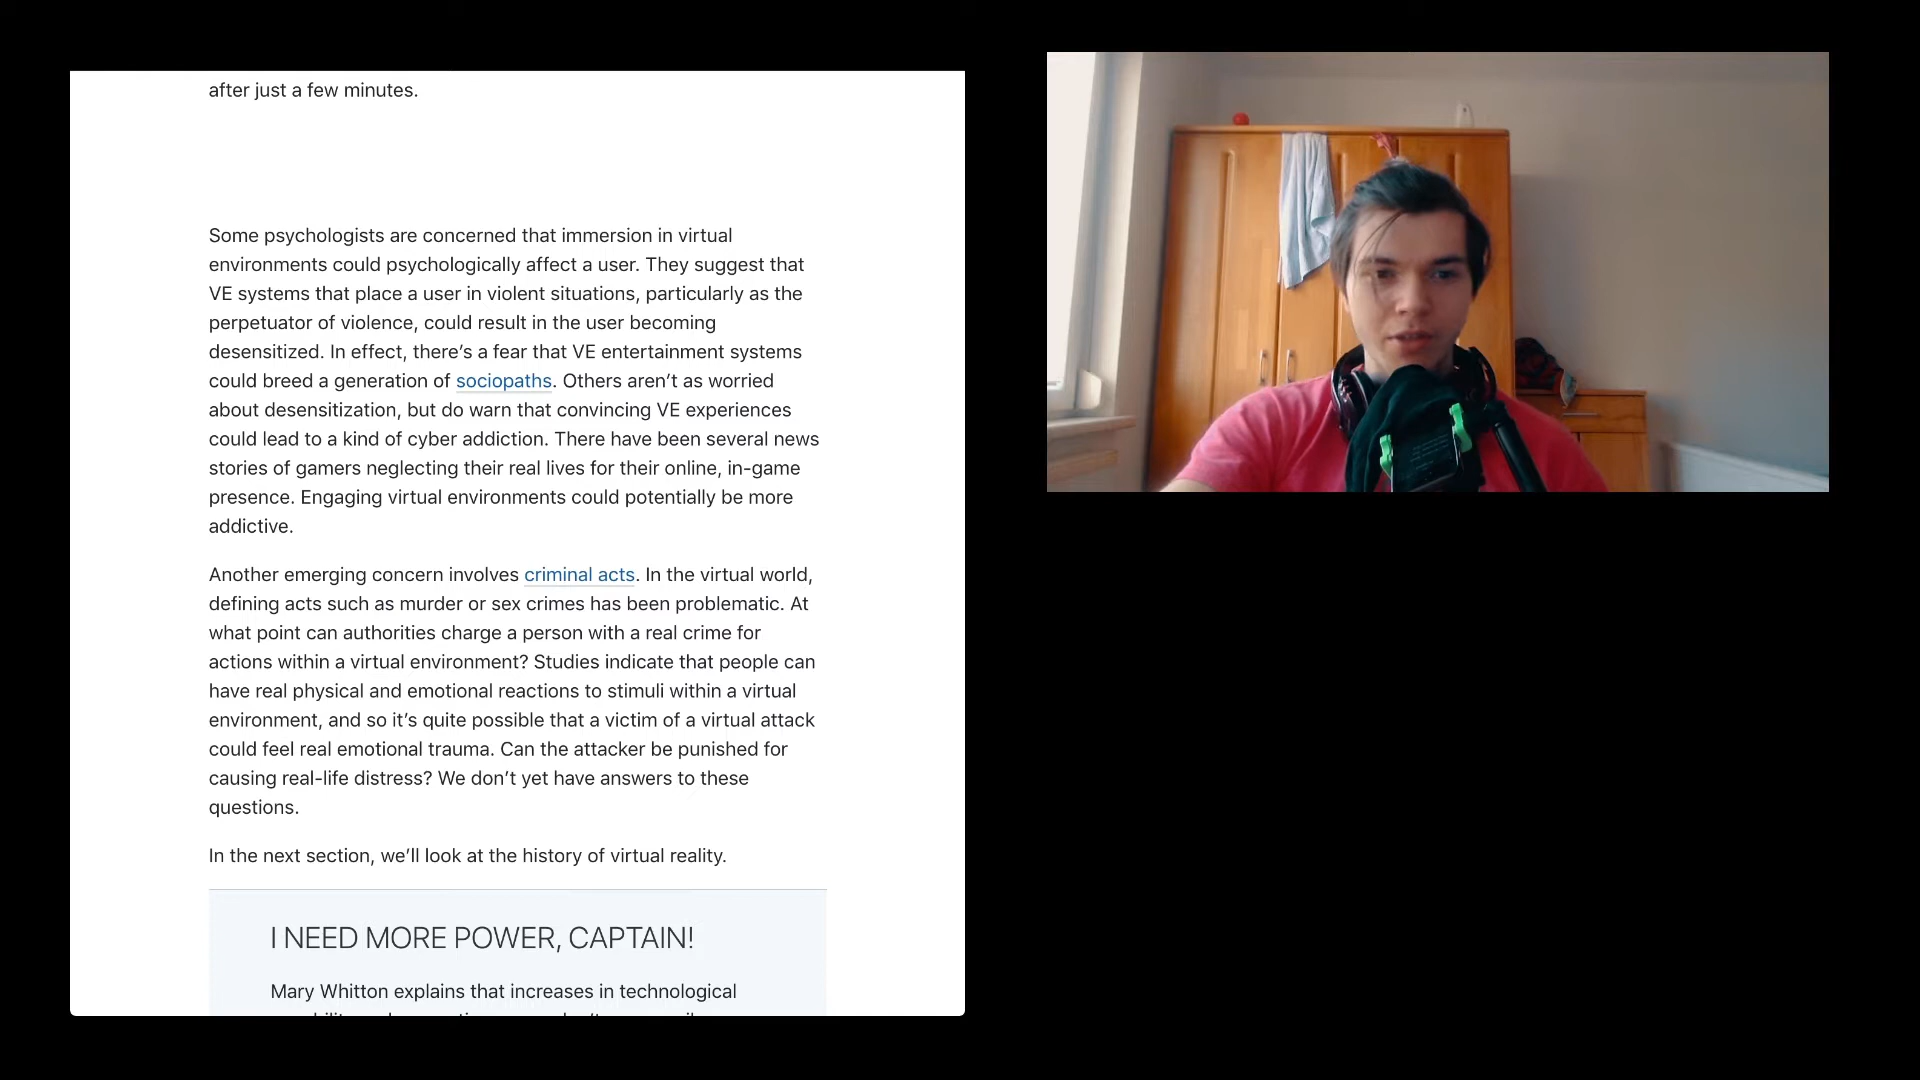 after just a few minutes.
Some psychologists are concerned that immersion in virtual
environments could psychologically affect a user. They suggest that
VE systems that place a user in violent situations, particularly as the
perpetuator of violence, could result in the user becoming
desensitized. In effect, there’s a fear that VE entertainment systems
could breed a generation of sociopaths. Others aren’t as worried
about desensitization, but do warn that convincing VE experiences
could lead to a kind of cyber addiction. There have been several news
stories of gamers neglecting their real lives for their online, in-game
presence. Engaging virtual environments could potentially be more
addictive.
Another emerging concern involves criminal acts. In the virtual world,
defining acts such as murder or sex crimes has been problematic. At
what point can authorities charge a person with a real crime for
actions within a virtual environment? Studies indicate that people can
have real physical and emotional reactions to stimuli within a virtual
environment, and so it’s quite possible that a victim of a virtual attack
could feel real emotional trauma. Can the attacker be punished for
causing real-life distress? We don’t yet have answers to these
questions.
In the next section, we’ll look at the history of virtual reality.
I NEED MORE POWER, CAPTAIN!
Mary Whitton explains that increases in technological